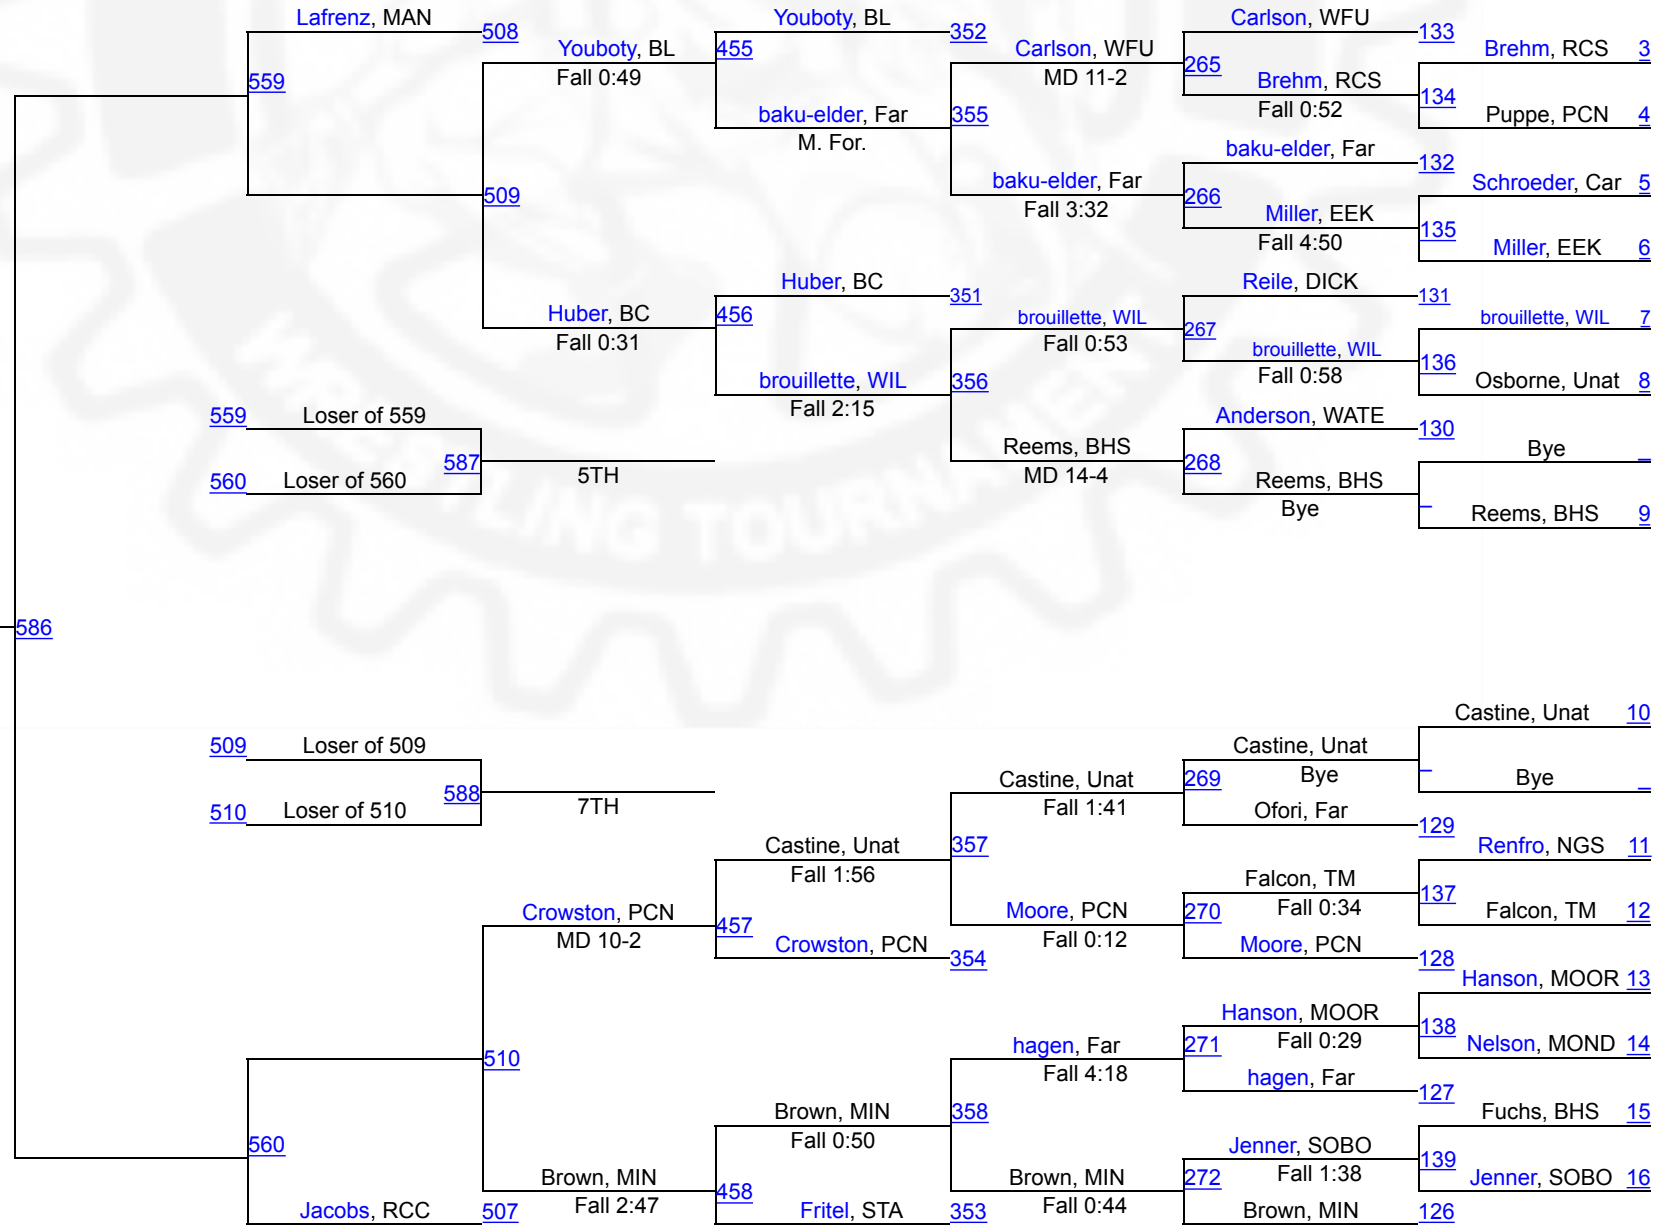 Lafrenz, MAN
508
Youboty, BL
352
Carlson, WFU
133
Youboty, BL
455
Carlson, WFU
Brehm, RCS 3
Fall 0:49
MD 11-2
265
559
Brehm, RCS
134
Fall 0:52
baku-elder, Far
355
Puppe, PCN 4
M. For.
baku-elder, Far
132
baku-elder, Far
Schroeder, Car 5
509
Fall 3:32
266
Miller, EEK
135
Fall 4:50
Miller, EEK 6
Huber, BC
351
Reile, DICK
131
Huber, BC
456
brouillette, WIL
brouillette, WIL 7
Fall 0:31
Fall 0:53
267
brouillette, WIL
136
Fall 0:58
brouillette, WIL
356
Osborne, Unat 8
Fall 2:15
559 Loser of 559
Anderson, WATE
130
Reems, BHS
Bye _
587
5TH
MD 14-4
268
560 Loser of 560
Reems, BHS
Bye
_
Reems, BHS 9
WRESTLING TOURNAMENT
586
Castine, Unat 10
509 Loser of 509
Castine, Unat
Castine, Unat
269
Bye
_
Bye _
588
7TH
Fall 1:41
510 Loser of 510
Ofori, Far
129
Castine, Unat
357
Renfro, NGS 11
Fall 1:56
Falcon, TM
137
Fall 0:34
Crowston, PCN
457
Moore, PCN
270
Falcon, TM 12
MD 10-2
Fall 0:12
Crowston, PCN
354
Moore, PCN
128
Hanson, MOOR 13
Hanson, MOOR
138
510
hagen, Far
271
Fall 0:29
Nelson, MOND 14
Fall 4:18
hagen, Far
127
Brown, MIN
358
Fuchs, BHS 15
Fall 0:50
560
Jenner, SOBO
139
Brown, MIN
458
Brown, MIN
272
Fall 1:38
Jenner, SOBO 16
Fall 2:47
Fall 0:44
Jacobs, RCC
507
Fritel, STA
353
Brown, MIN
126